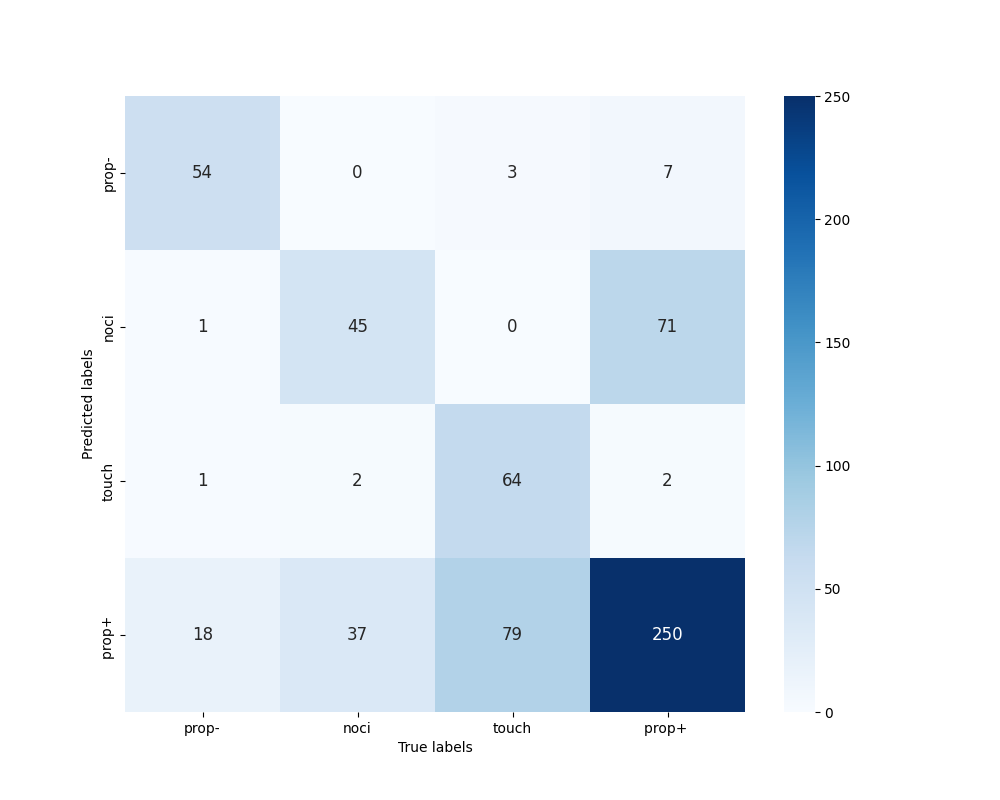 prop- 54 0 3 7
noci 1 45 0 71
touch 1 2 64 2
prop+ 18 37 79 250
Predicted labels
prop- noci touch prop+
True labels
250
200
150
100
50
0